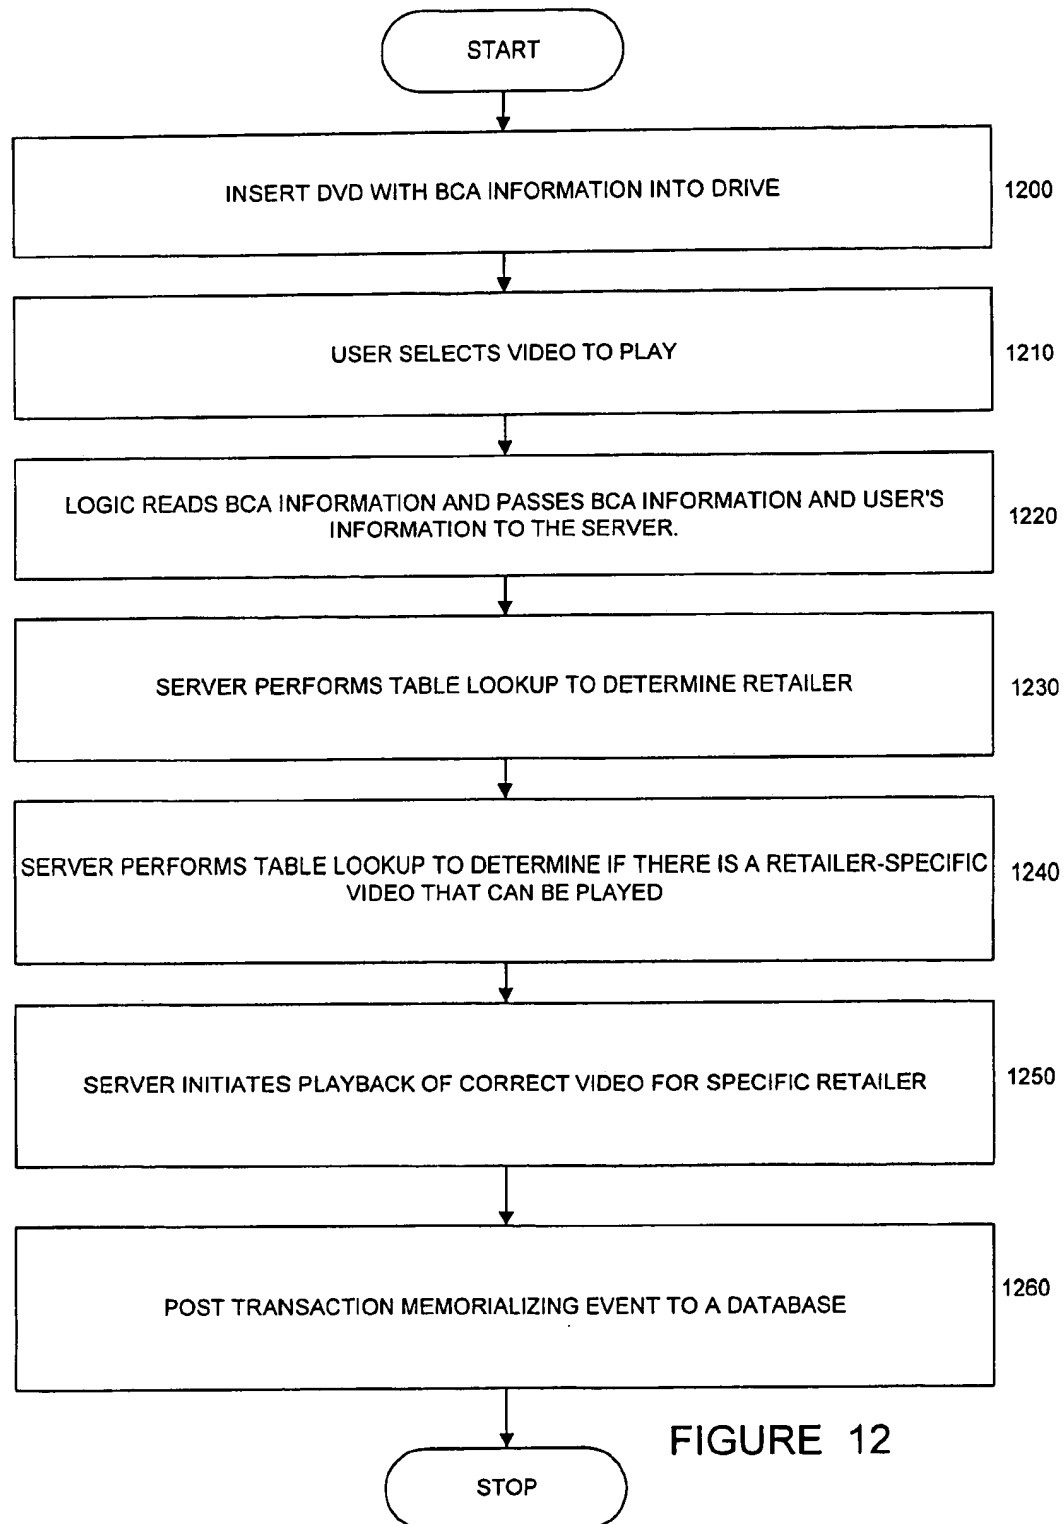 START
INSERT DVD WITH BCA INFORMATION INTO DRIVE
1200
USER SELECTS VIDEO TO PLAY
1210
LOGIC READS BCA INFORMATION AND PASSES BCA INFORMATION AND USER'S
INFORMATION TO THE SERVER.
1220
SERVER PERFORMS TABLE LOOKUP TO DETERMINE RETAILER
1230
SERVER PERFORMS TABLE LOOKUP TO DETERMINE IF THERE IS A RETAILER-SPECIFIC
VIDEO THAT CAN BE PLAYED
1240
SERVER INITIATES PLAYBACK OF CORRECT VIDEO FOR SPECIFIC RETAILER
1250
POST TRANSACTION MEMORIALIZING EVENT TO A DATABASE
1260
FIGURE 12
STOP